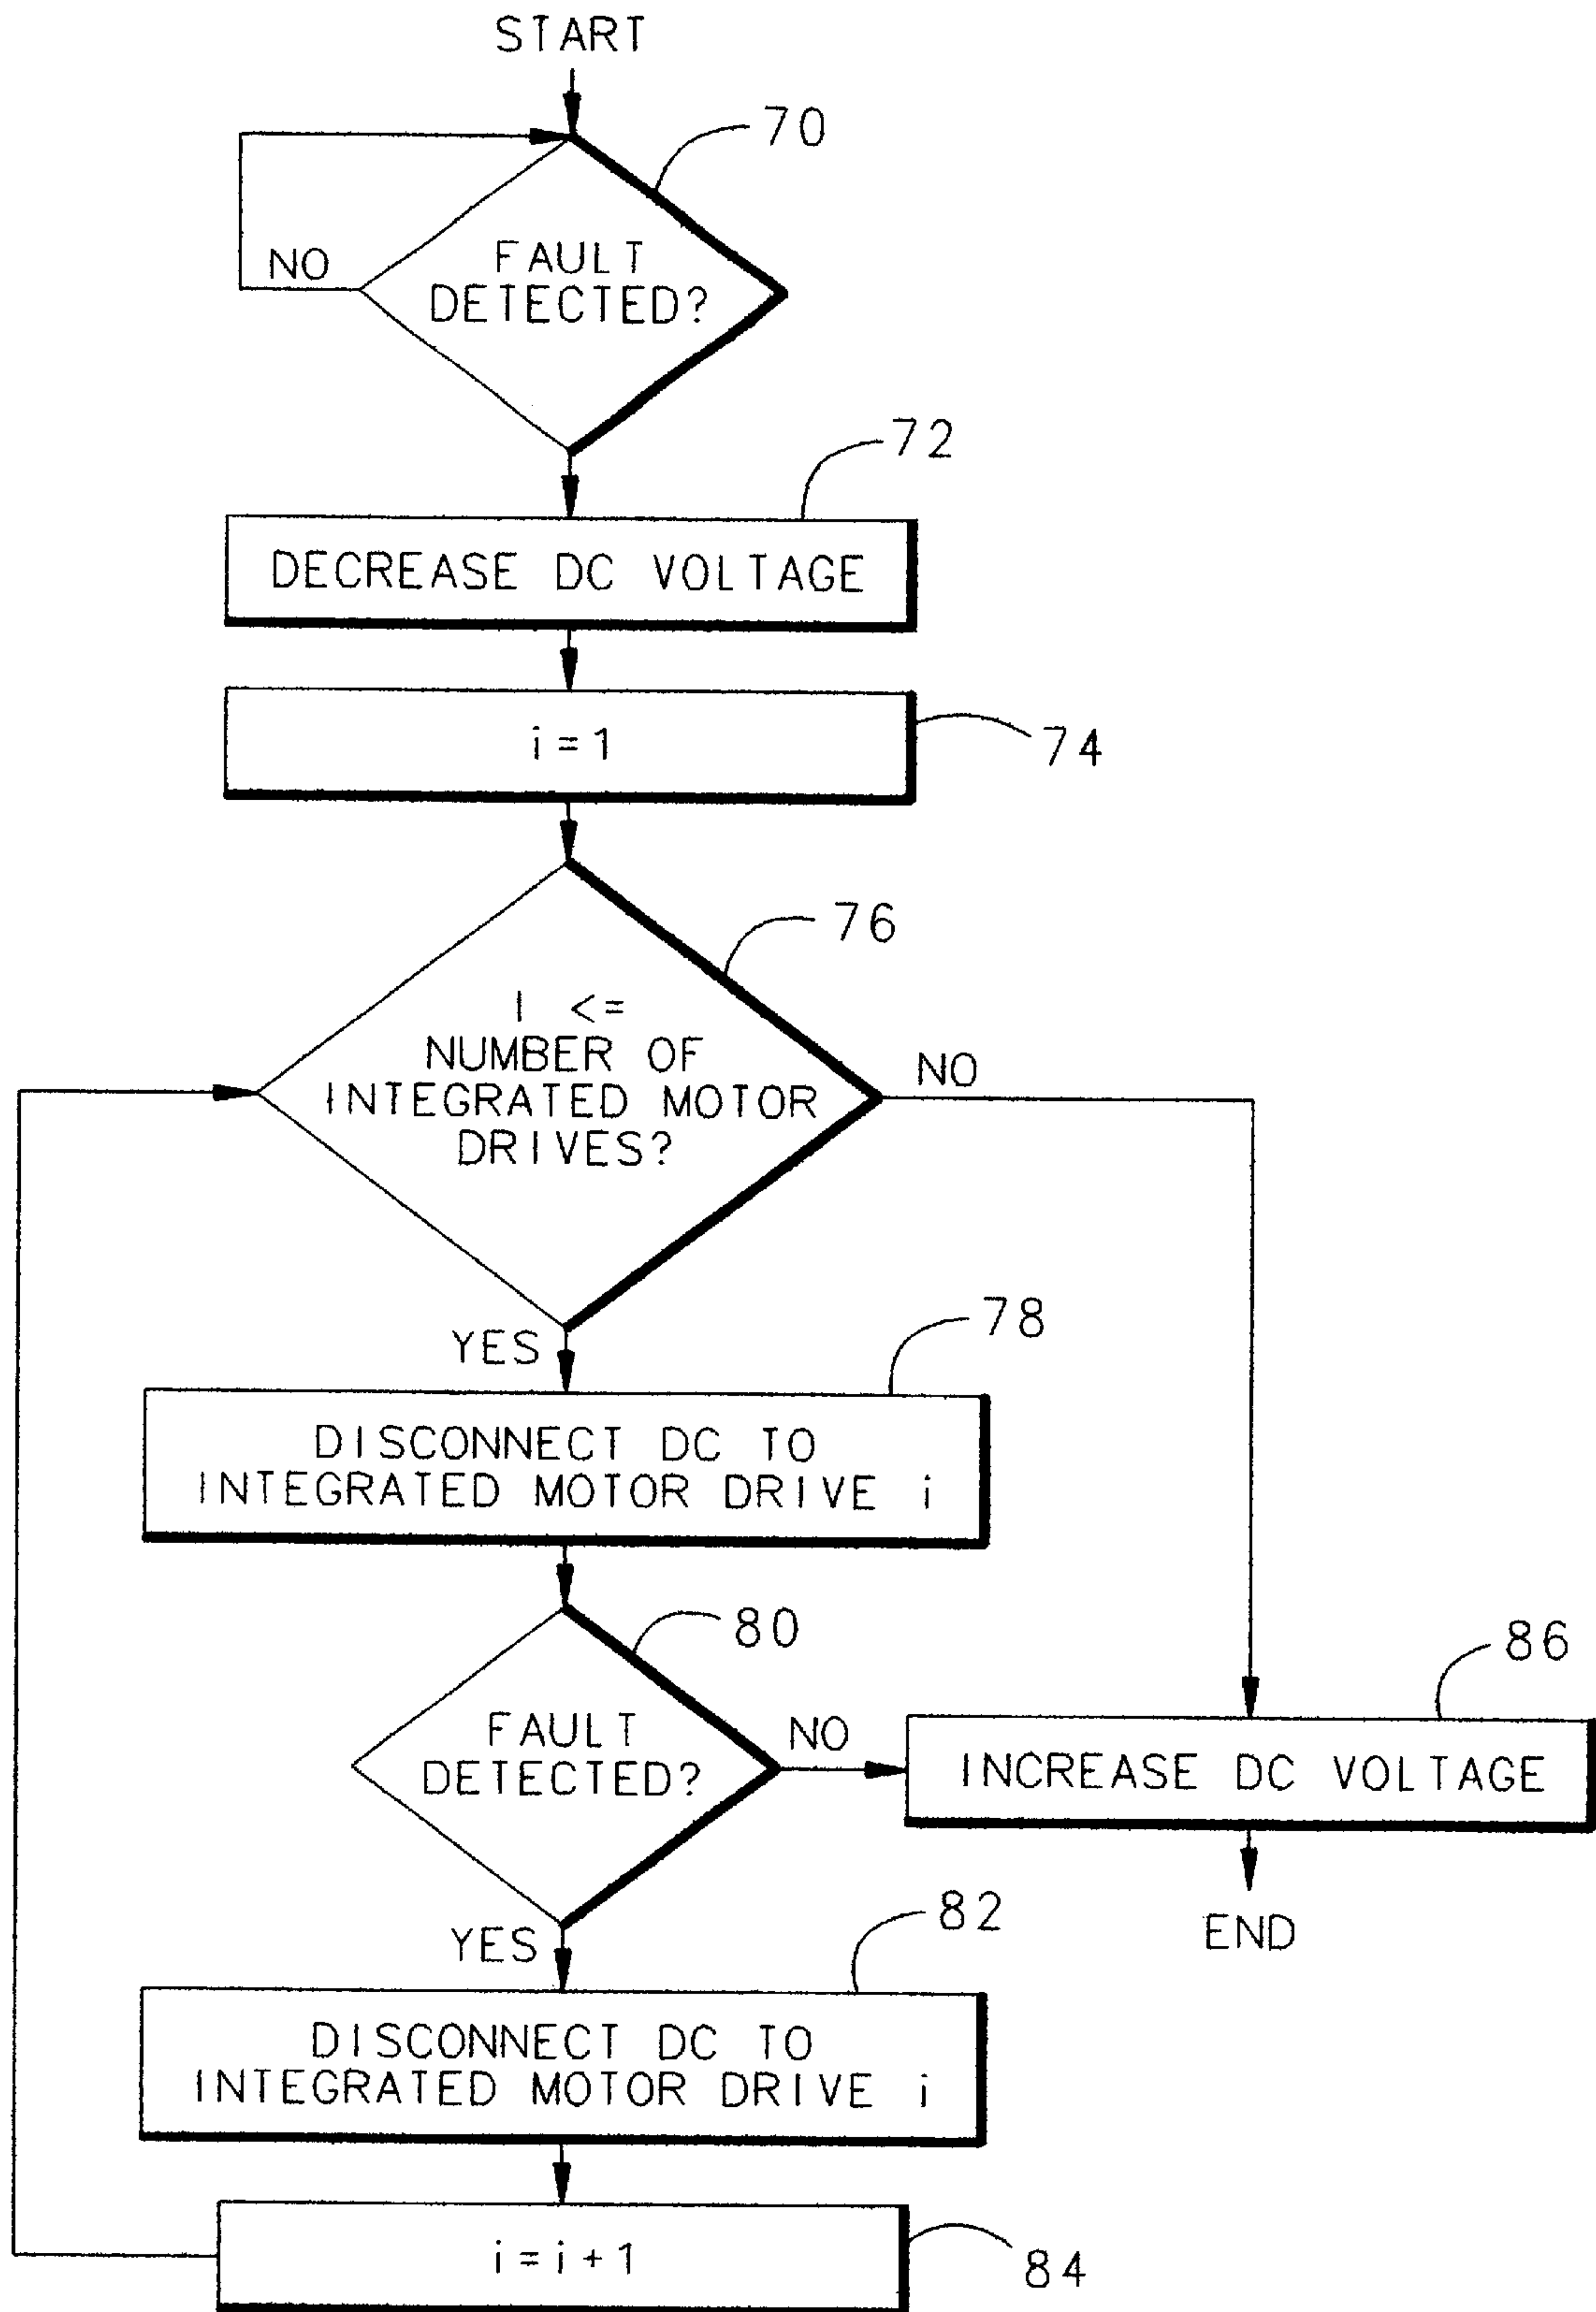 START
70
NO
FAULT
DETECTED?
72
DECREASE DC VOLTAGE
i = 1
74
76
I <=
NUMBER OF
INTEGRATED MOTOR
DRIVES?
NO
YES
78
DISCONNECT DC TO
INTEGRATED MOTOR DRIVE i
80
FAULT
DETECTED?
NO
86
INCREASE DC VOLTAGE
END
YES
82
DISCONNECT DC TO
INTEGRATED MOTOR DRIVE i
i = i + 1
84